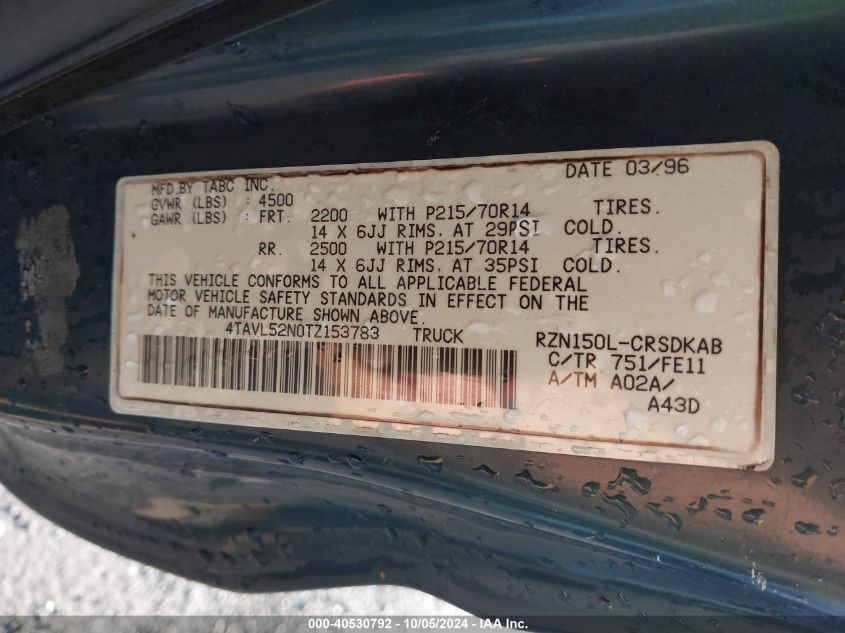 DATE 03/96
MFD.BY TABC INC.
GVWR (LBS) : 4500
GAWR (LBS) : FRT. 2200 WITH P215/70R14 TIRES.
14 X 6JJ RIMS, AT 29PSI COLD.
RR. 2500 WITH P215/70R14 TIRES.
14 X 6JJ RIMS, AT 35PSI COLD.
THIS VEHICLE CONFORMS TO ALL APPLICABLE FEDERAL
MOTOR VEHICLE SAFETY STANDARDS IN EFFECT ON THE
DATE OF MANUFACTURE SHOWN ABOVE.
4TAVL52N0TZ153783 TRUCK RZN150L-CRSDKAB
C/TR 751/FE11
A/TM A02A/
A43D
000-40530792 - 10/05/2024 - IAA Inc.